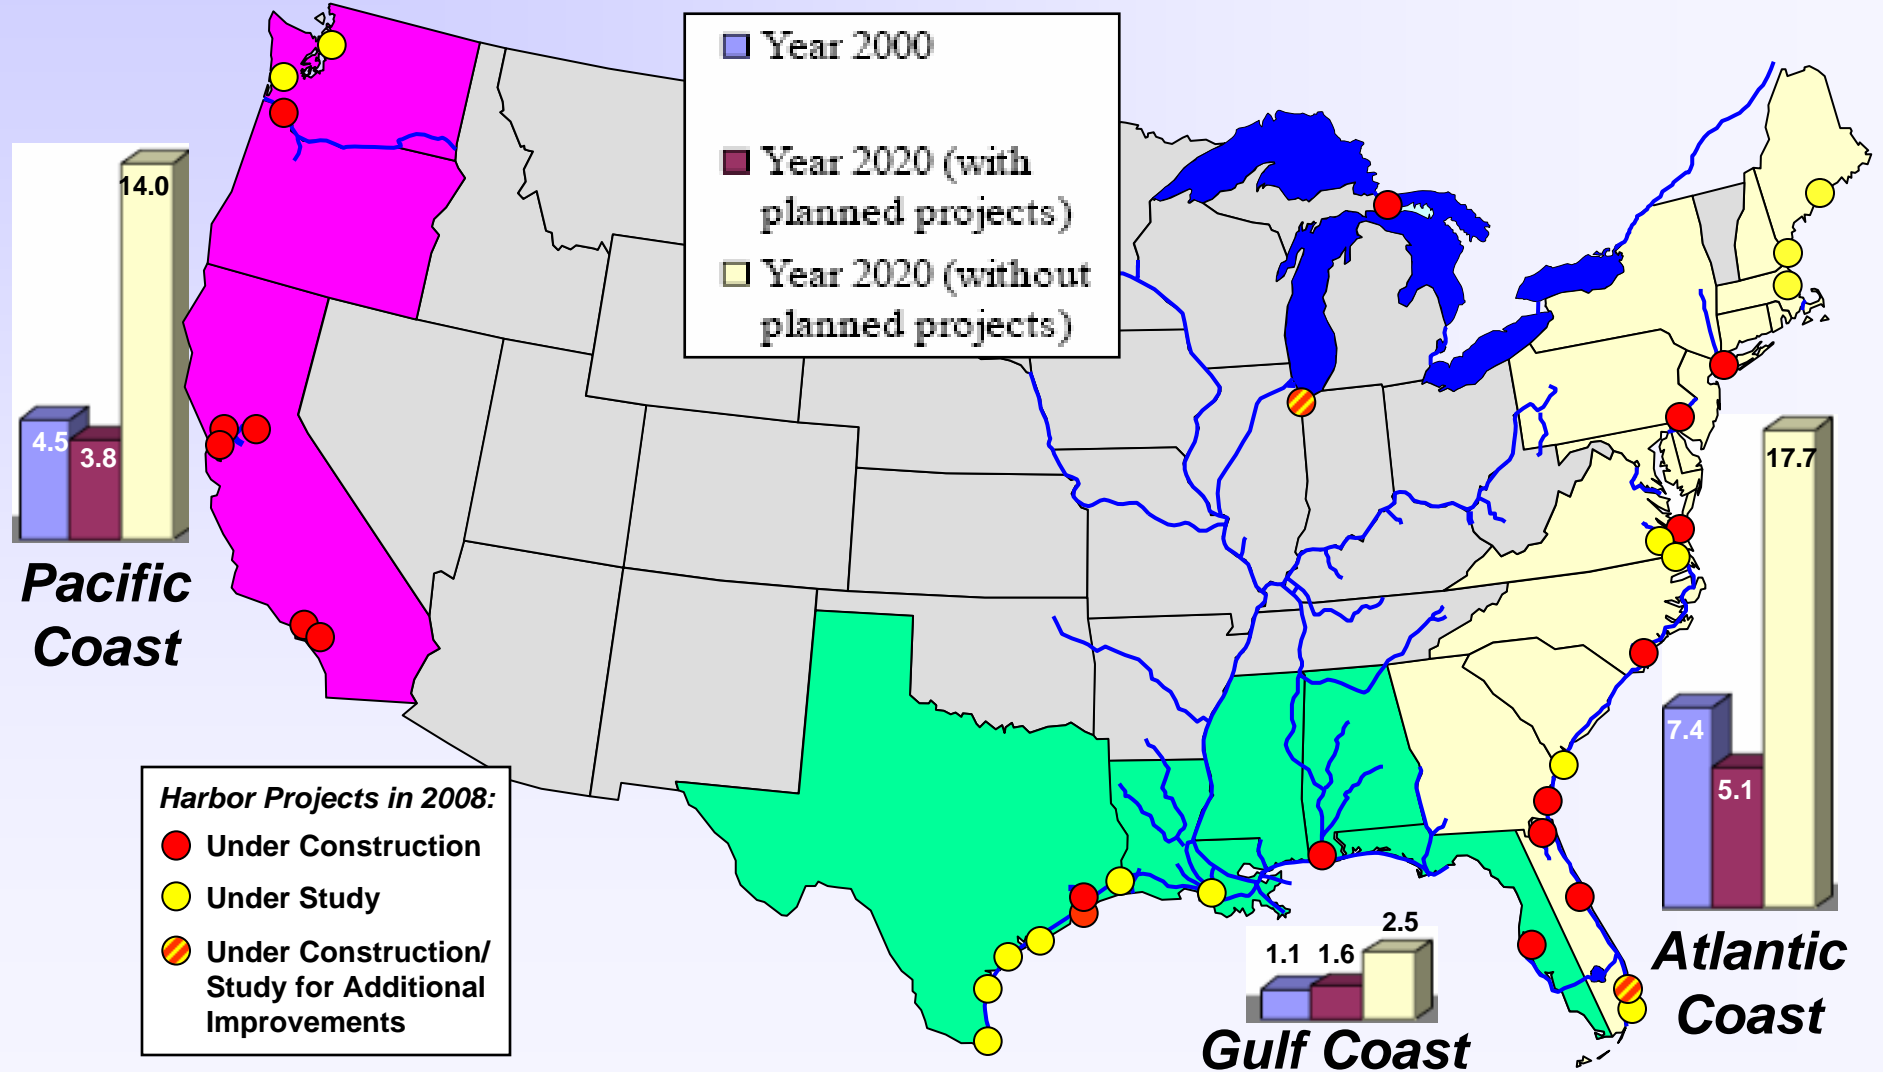 Year 2000
Year 2020 (with
planned projects)
Year 2020 (without
planned projects)
14.0
4.5
3.8
Pacific
Coast
17.7
7.4
5.1
Atlantic
Coast
2.5
1.1
1.6
Gulf Coast
Harbor Projects in 2008:
Under Construction
Under Study
Under Construction/
Study for Additional
Improvements